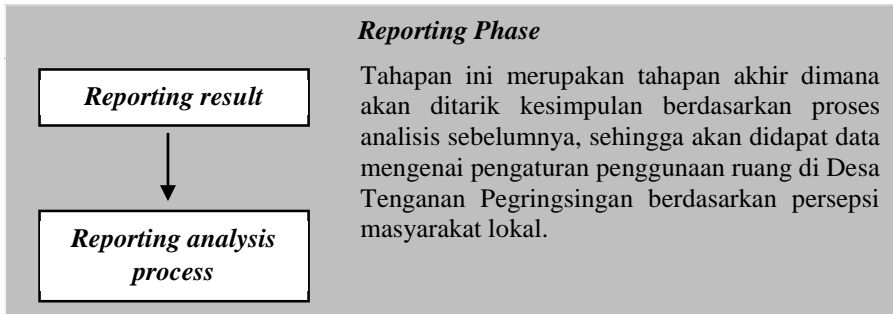 Reporting Phase
Reporting result
Tahapan ini merupakan tahapan akhir dimana
akan ditarik kesimpulan berdasarkan proses
analisis sebelumnya, sehingga akan didapat data
mengenai pengaturan penggunaan ruang di Desa
Tenganan Pegringsingan berdasarkan persepsi
masyarakat lokal.
Reporting analysis
process